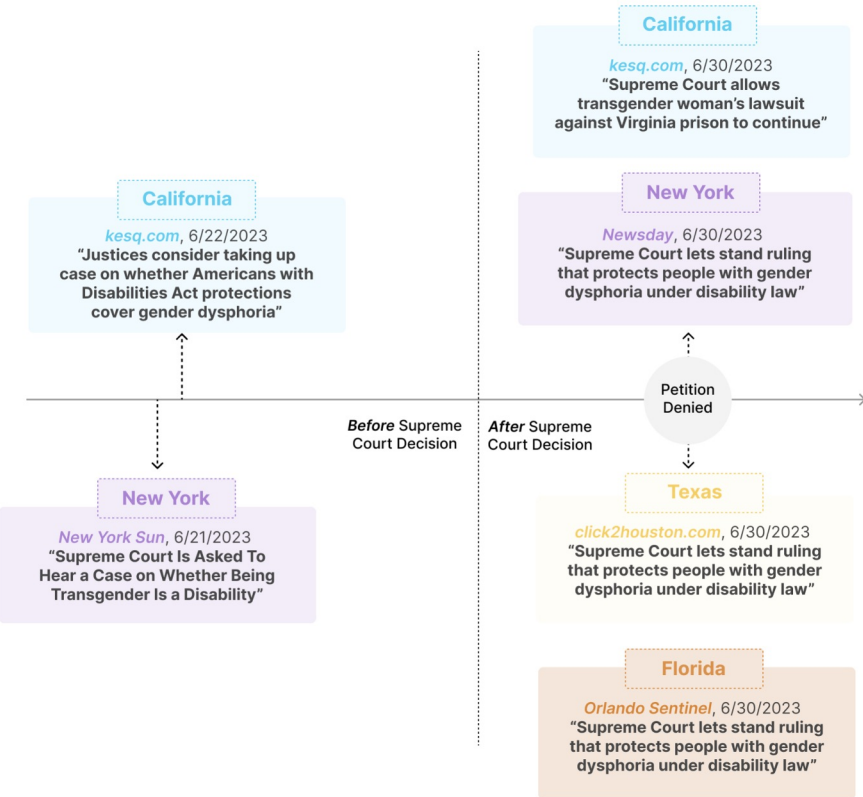 California
kesq.com, 6/30/2023
“Supreme Court allows
transgender woman’s lawsuit
against Virginia prison to continue”
California
kesq.com, 6/22/2023
“Justices consider taking up
case on whether Americans with
Disabilities Act protections
cover gender dysphoria”
New York
Newsday, 6/30/2023
“Supreme Court lets stand ruling
that protects people with gender
dysphoria under disability law”
Petition
Denied
Before Supreme
Court Decision
After Supreme
Court Decision
New York
New York Sun, 6/21/2023
“Supreme Court Is Asked To
Hear a Case on Whether Being
Transgender Is a Disability”
Texas
click2houston.com, 6/30/2023
“Supreme Court lets stand ruling
that protects people with gender
dysphoria under disability law”
Florida
Orlando Sentinel, 6/30/2023
“Supreme Court lets stand ruling
that protects people with gender
dysphoria under disability law”